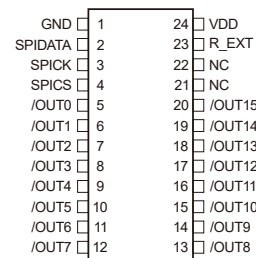 GND 1 24 VDD
SPIDATA 2 23 R_EXT
SPICK 3 22 NC
SPICS 4 21 NC
/OUT0 5 20 /OUT15
/OUT1 6 19 /OUT14
/OUT2 7 18 /OUT13
/OUT3 8 17 /OUT12
/OUT4 9 16 /OUT11
/OUT5 10 15 /OUT10
/OUT6 11 14 /OUT9
/OUT7 12 13 /OUT8